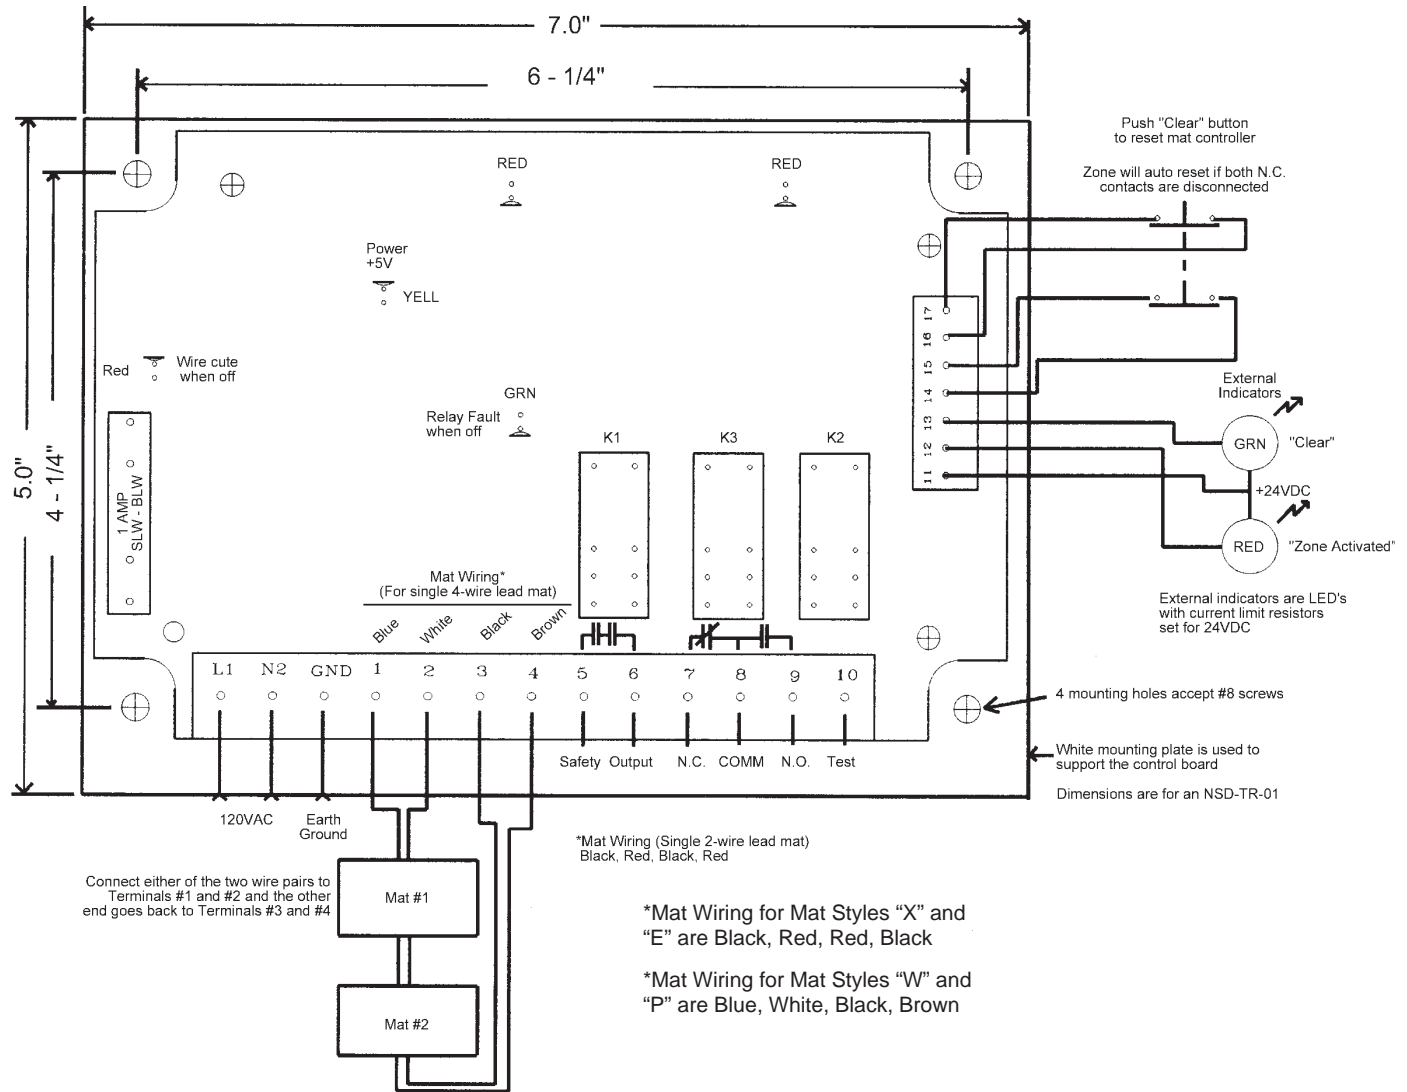 7.0"
6 - 1/4"
5.0"
4 - 1/4"
RED
RED
Power
+5V
YELL
Red
Wire cute
when off
GRN
Relay Fault
when off
1 AMP
SLW - BLW
K1
K3
K2
Mat Wiring*
(For single 4-wire lead mat)
Blue
White
Black
Brown
L1
N2
GND
1
2
3
4
5
6
7
8
9
10
Safety
Output
N.C.
COMM
N.O.
Test
17
16
15
14
13
12
11
Push "Clear" button
to reset mat controller
Zone will auto reset if both N.C.
contacts are disconnected
External
Indicators
GRN
"Clear"
+24VDC
RED
"Zone Activated"
External indicators are LED's
with current limit resistors
set for 24VDC
4 mounting holes accept #8 screws
White mounting plate is used to
support the control board
Dimensions are for an NSD-TR-01
120VAC
Earth
Ground
Connect either of the two wire pairs to
Terminals #1 and #2 and the other
end goes back to Terminals #3 and #4
Mat #1
Mat #2
*Mat Wiring (Single 2-wire lead mat)
Black, Red, Black, Red
*Mat Wiring for Mat Styles “X” and
“E” are Black, Red, Red, Black
*Mat Wiring for Mat Styles “W” and
“P” are Blue, White, Black, Brown